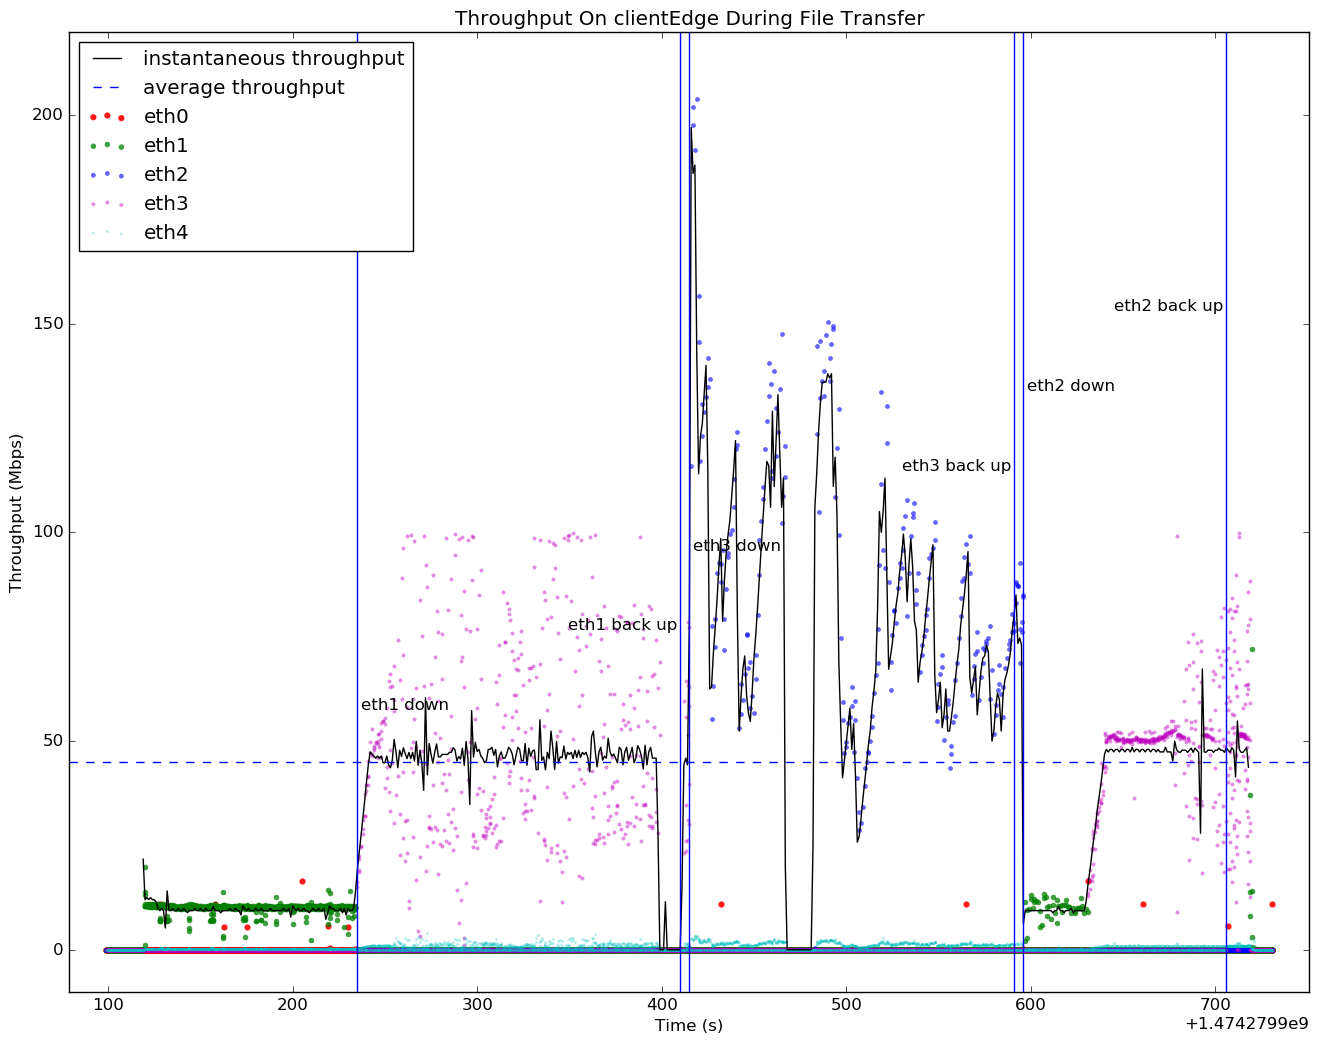 Throughput On clientEdge During File Transfer
instantaneous throughput
average throughput
eth0
eth1
eth2
eth3
eth4
200
150
100
50
0
Throughput (Mbps)
eth2 back up
eth2 down
eth3 back up
eth3 down
eth1 back up
eth1 down
100 200 300 400 500 600 700
Time (s)
+1.4742799e9